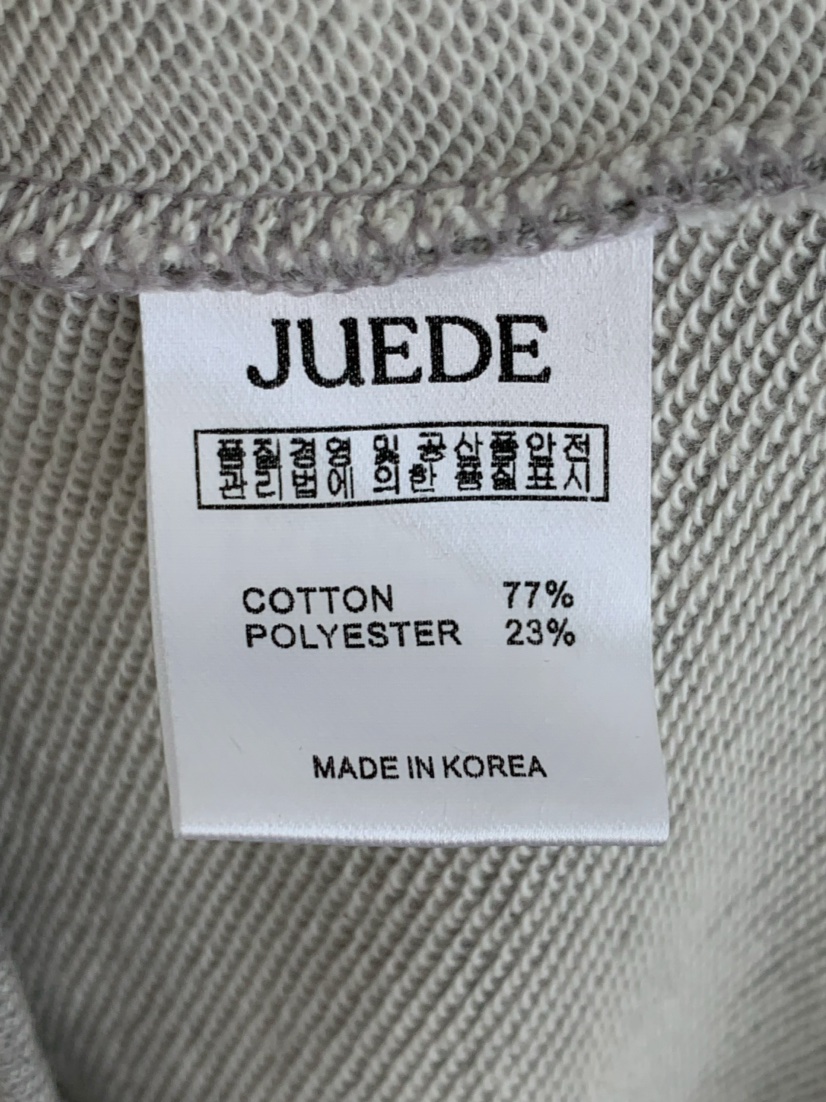 JUEDE
품질경영 및 공산품안전
관리법에 의한 품질표시
COTTON 77%
POLYESTER 23%
MADE IN KOREA